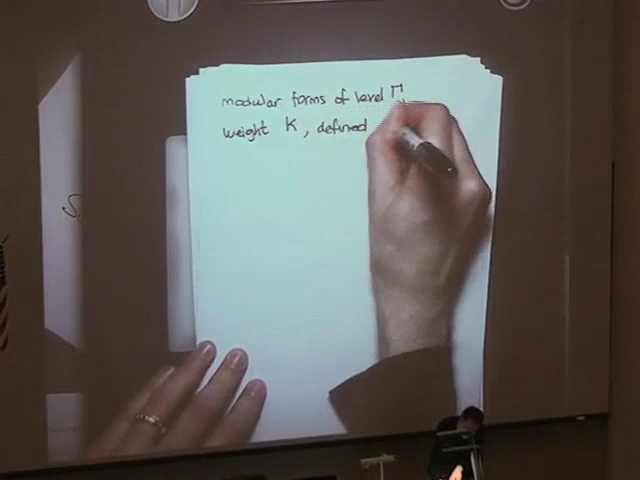 modular forms of level Γ,
weight K, defined